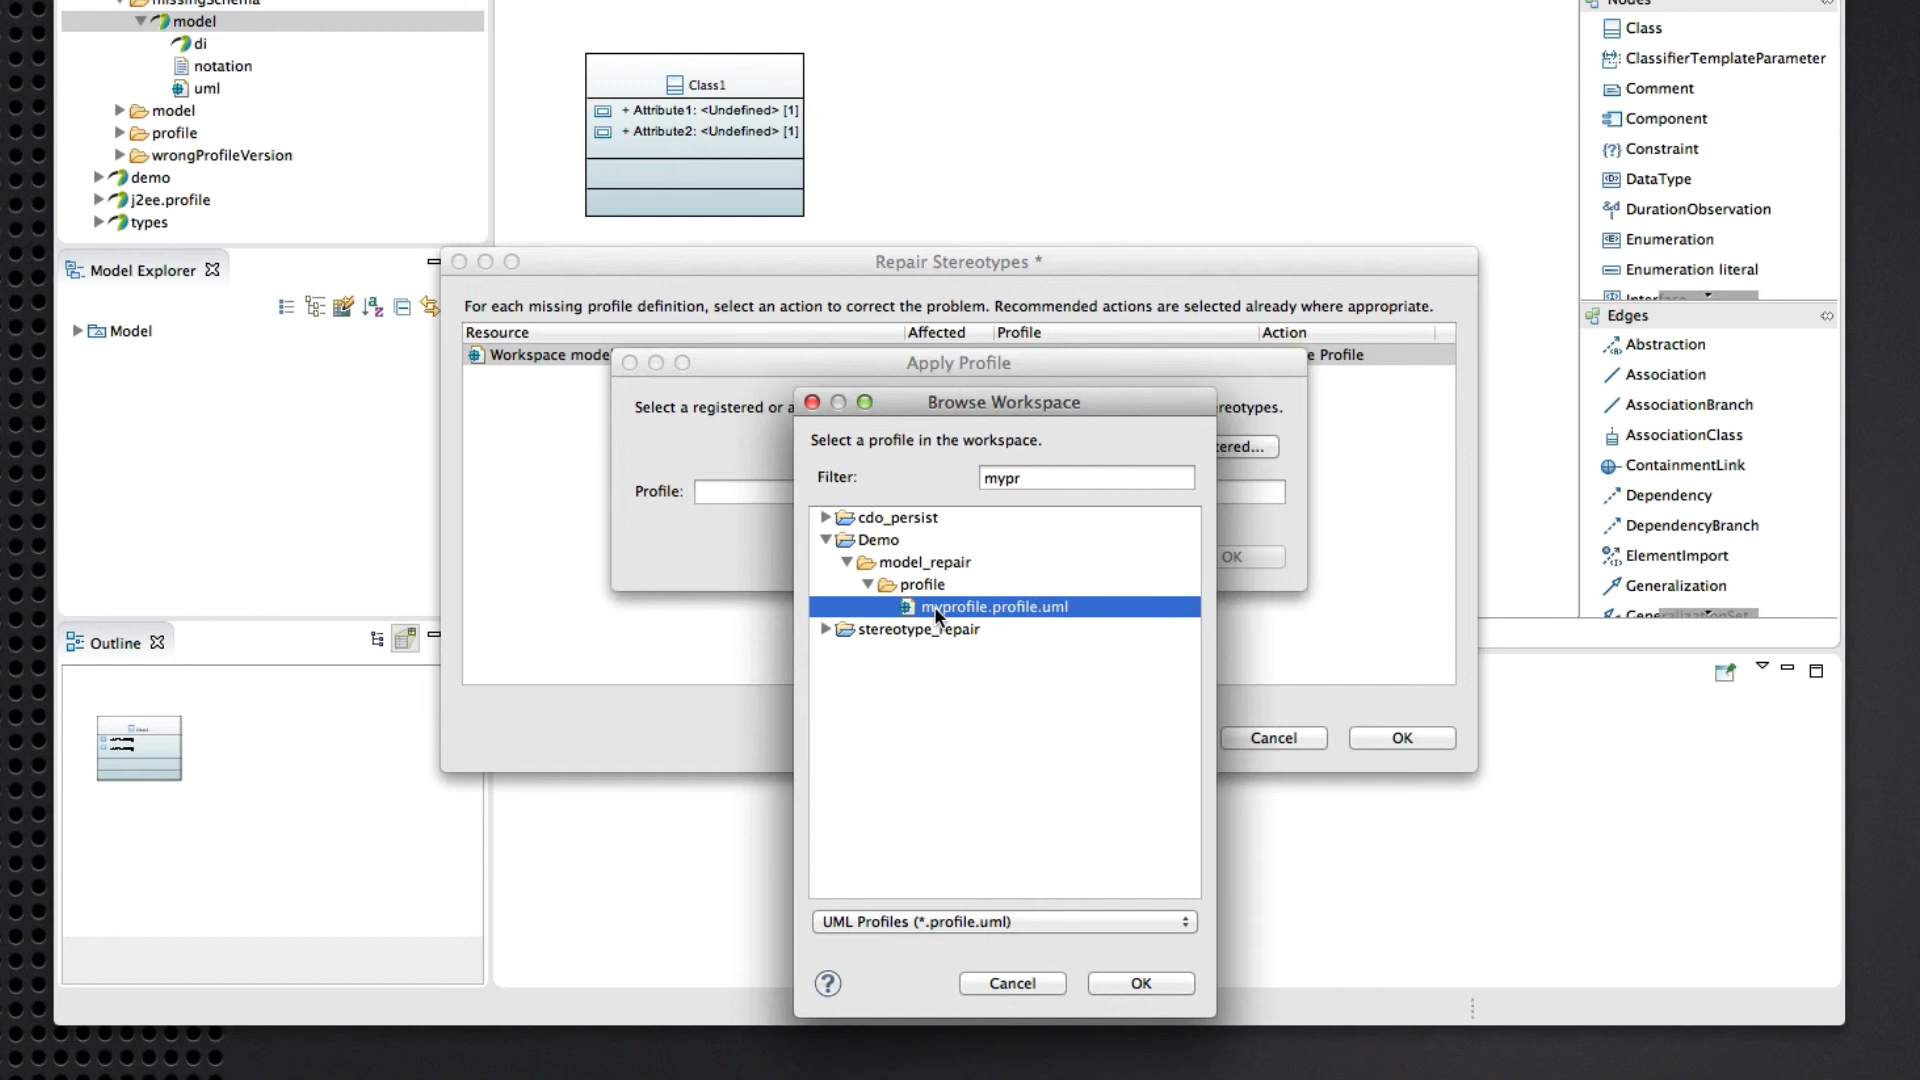 model
di
notation
uml
model
profile
wrongProfileVersion
demo
j2ee.profile
types
Model Explorer
Model
Outline
Class1
+ Attribute1: <Undefined> [1]
+ Attribute2: <Undefined> [1]
Repair Stereotypes *
For each missing profile definition, select an action to correct the problem. Recommended actions are selected already where appropriate.
Resource Affected Profile Action
Workspace Profile
Cancel OK
Apply Profile
Select a registered or
Profile:
OK
Browse Workspace
Select a profile in the workspace.
Filter: mypr
cdo_persist
Demo
model_repair
profile
myprofile.profile.uml
stereotype_repair
UML Profiles (*.profile.uml)
? Cancel OK
Nodes
Class
ClassifierTemplateParameter
Comment
Component
Constraint
DataType
DurationObservation
Enumeration
Enumeration literal
Edges
Abstraction
Association
AssociationBranch
AssociationClass
ContainmentLink
Dependency
DependencyBranch
ElementImport
Generalization